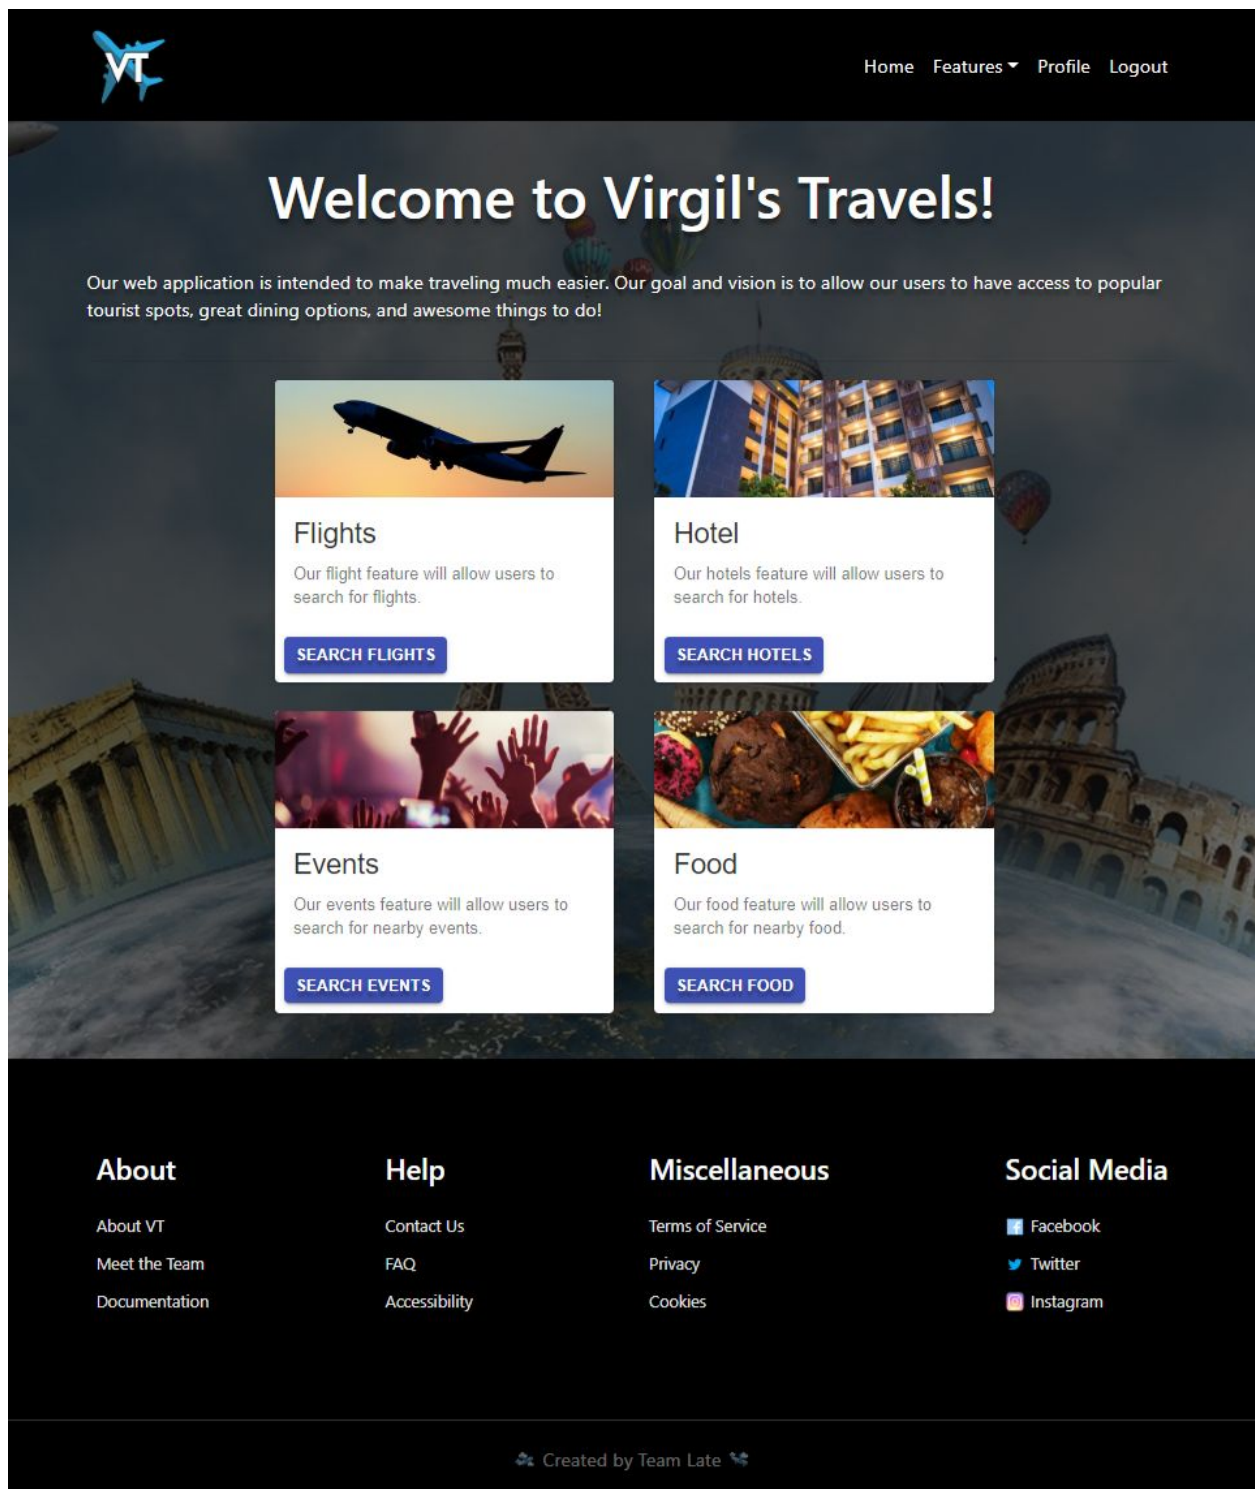 VT
Home Features Profile Logout
Welcome to Virgil's Travels!
Our web application is intended to make traveling much easier. Our goal and vision is to allow our users to have access to popular
tourist spots, great dining options, and awesome things to do!
Flights
Our flight feature will allow users to
search for flights.
SEARCH FLIGHTS
Hotel
Our hotels feature will allow users to
search for hotels.
SEARCH HOTELS
Events
Our events feature will allow users to
search for nearby events.
SEARCH EVENTS
Food
Our food feature will allow users to
search for nearby food.
SEARCH FOOD
About
About VT
Meet the Team
Documentation
Help
Contact Us
FAQ
Accessibility
Miscellaneous
Terms of Service
Privacy
Cookies
Social Media
Facebook
Twitter
Instagram
Created by Team Late